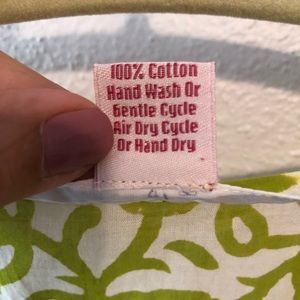 100% Cotton
Hand Wash Or
Gentle Cycle
Air Dry Cycle
Or Hand Dry